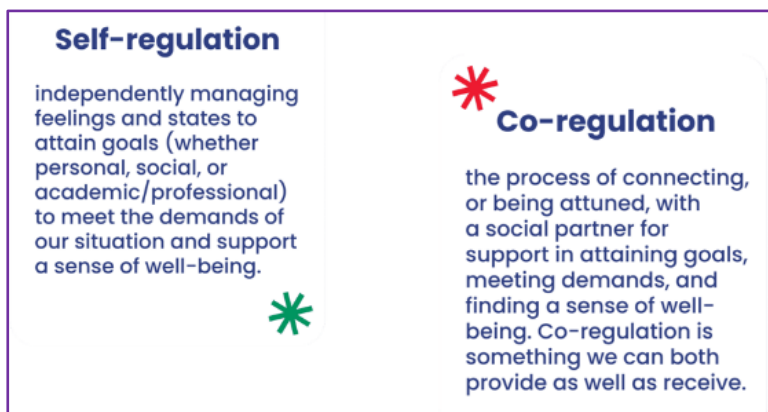 Self-regulation
independently managing
feelings and states to
attain goals (whether
personal, social, or
academic/professional)
to meet the demands of
our situation and support
a sense of well-being.
Co-regulation
the process of connecting,
or being attuned, with
a social partner for
support in attaining goals,
meeting demands, and
finding a sense of well-
being. Co-regulation is
something we can both
provide as well as receive.